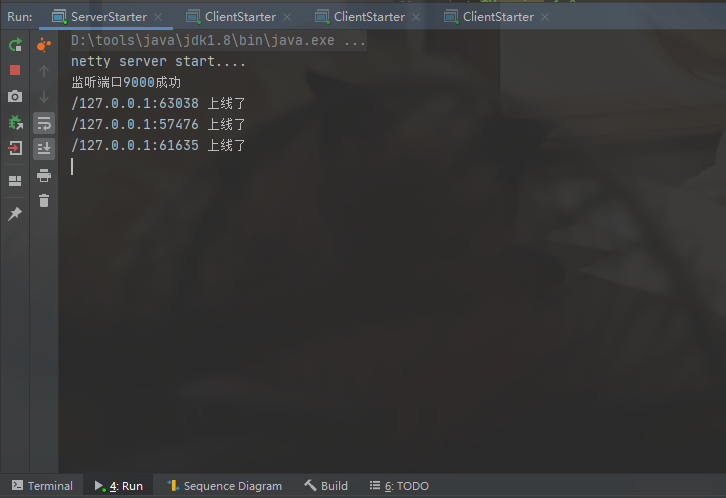 Run: ServerStarter ClientStarter ClientStarter ClientStarter
D:\tools\java\jdk1.8\bin\java.exe ...
netty server start....
监听端口9000成功
/127.0.0.1:63038 上线了
/127.0.0.1:57476 上线了
/127.0.0.1:61635 上线了
Terminal 4: Run Sequence Diagram Build 6: TODO